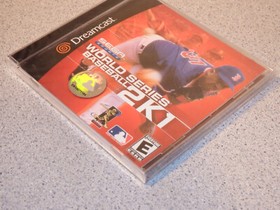 Dreamcast
WORLD SERIES
BASEBALL
2K1
E